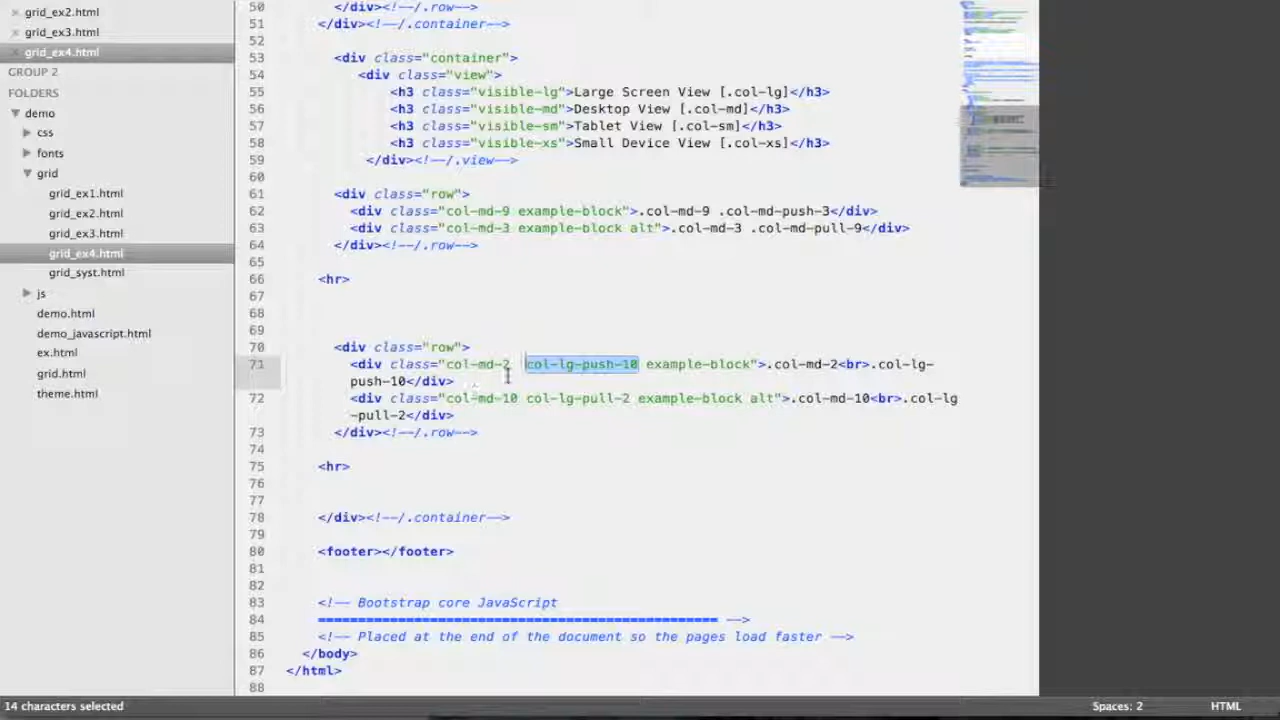 grid_ex2.html
grid_ex3.html
grid_ex4.html
GROUP 2
FOLDERS
demo
css
fonts
grid
grid_ex1.html
grid_ex2.html
grid_ex3.html
grid_ex4.html
grid_syst.html
js
demo.html
demo_javascript.html
ex.html
grid.html
theme.html
50 </div><!--/.row-->
51 </div><!--/.container-->
52
53 <div class="container">
54 <div class="view">
55 <h3 class="visible-lg">Large Screen View [.col-lg]</h3>
56 <h3 class="visible-md">Desktop View [.col-md]</h3>
57 <h3 class="visible-sm">Tablet View [.col-sm]</h3>
58 <h3 class="visible-xs">Small Device View [.col-xs]</h3>
59 </div><!--/.view-->
60
61 <div class="row">
62 <div class="col-md-9 example-block">.col-md-9 .col-md-push-3</div>
63 <div class="col-md-3 example-block alt">.col-md-3 .col-md-pull-9</div>
64 </div><!--/.row-->
65
66 <hr>
67
68
69
70 <div class="row">
71 <div class="col-md-2 col-lg-push-10 example-block">.col-md-2<br>.col-lg-
push-10</div>
72 <div class="col-md-10 col-lg-pull-2 example-block alt">.col-md-10<br>.col-lg
-pull-2</div>
73 </div><!--/.row-->
74
75 <hr>
76
77
78 </div><!--/.container-->
79
80 <footer></footer>
81
82
83 <!-- Bootstrap core JavaScript
84 ================================================== -->
85 <!-- Placed at the end of the document so the pages load faster -->
86 </body>
87 </html>
88
14 characters selected
Spaces: 2
HTML